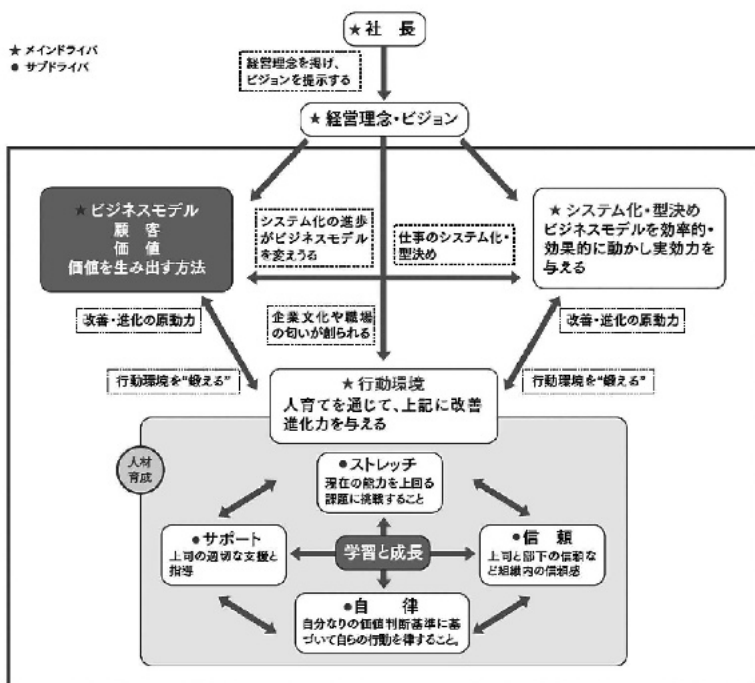 ★ メインドライバ
● サブドライバ
★ 社　長
経営理念を掲げ、
ビジョンを提示する
★ 経営理念・ビジョン
★ ビジネスモデル
顧　客
価　値
価値を生み出す方法
システム化の進歩
がビジネスモデル
を変えうる
仕事のシステム化・
型決め
★ システム化・型決め
ビジネスモデルを効率的・
効果的に動かし実効力を
与える
改善・進化の原動力
企業文化や職場
の匂いが創られる
改善・進化の原動力
行動環境を“鍛える”
行動環境を“鍛える”
★ 行動環境
人育てを通じて、上記に改善
進化力を与える
人材
育成
● ストレッチ
現在の能力を上回る
課題に挑戦すること
● サポート
上司の適切な支援と
指導
学習と成長
● 信　頼
上司と部下の信頼な
ど組織内の信頼感
● 自　律
自分なりの価値判断基準に基
づいて自らの行動を律すること。